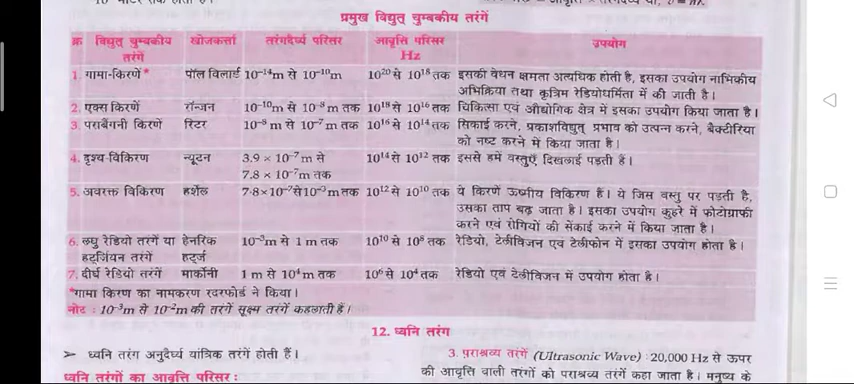 प्रमुख विद्युत चुम्बकीय तरंगें
क्र विद्युत् चुम्बकीय तरंगें खोजकर्त्ता तरंगदैर्घ्य परिसर आवृत्ति परिसर Hz उपयोग
1. गामा-किरणें* पॉल विलार्ड 10⁻¹⁴m से 10⁻¹⁰m 10²⁰ से 10¹⁸ तक इसकी वेधन क्षमता अत्यधिक होती है, इसका उपयोग नाभिकीय
अभिक्रिया तथा कृत्रिम रेडियोधर्मिता में की जाती है।
2. एक्स किरणें रॉन्जन 10⁻¹⁰m से 10⁻⁸ m तक 10¹⁸ से 10¹⁶ तक चिकित्सा एवं औद्योगिक क्षेत्र में इसका उपयोग किया जाता है।
3. पराबैंगनी किरणें रिटर 10⁻⁸ m से 10⁻⁷ m तक 10¹⁶ से 10¹⁴ तक सिकाई करने, प्रकाशविद्युत् प्रभाव को उत्पन्न करने, बैक्टीरिया
को नष्ट करने में किया जाता है।
4. दृश्य-विकिरण न्यूटन 3.9 × 10⁻⁷ m से 10¹⁴ से 10¹² तक इससे हमें वस्तुएँ दिखलाई पड़ती हैं।
7.8 × 10⁻⁷m तक
5. अवरक्त विकिरण हर्शेल 7·8×10⁻⁷से10⁻³m तक 10¹² से 10¹⁰ तक ये किरणें ऊष्मीय विकिरण हैं। ये जिस वस्तु पर पड़ती है,
उसका ताप बढ़ जाता है। इसका उपयोग कुहरे में फोटोग्राफी
करने एवं रोगियों की सेंकाई करने में किया जाता है।
6. लघु रेडियो तरंगें या हेनरिक 10⁻³m से 1 m तक 10¹⁰ से 10⁸ तक रेडियो, टेलीविजन एवं टेलीफोन में इसका उपयोग होता है।
हर्ट्जियन तरंगें हर्ट्ज
7. दीर्घ रेडियो तरंगें मार्कोनी 1 m से 10⁴ m तक 10⁶ से 10⁴ तक रेडियो एवं टेलीविजन में उपयोग होता है।
*गामा किरण का नामकरण रदरफोर्ड ने किया।
नोट : 10⁻³m से 10⁻²m की तरंगें सूक्ष्म तरंगें कहलाती हैं।
12. ध्वनि तरंग
➤ ध्वनि तरंग अनुदैर्घ्य यांत्रिक तरंगें होती हैं।
ध्वनि तरंगों का आवृत्ति परिसर :
3. पराश्रव्य तरंगें (Ultrasonic Wave) : 20,000 Hz से ऊपर
की आवृत्ति वाली तरंगों को पराश्रव्य तरंगें कहा जाता है। मनुष्य के